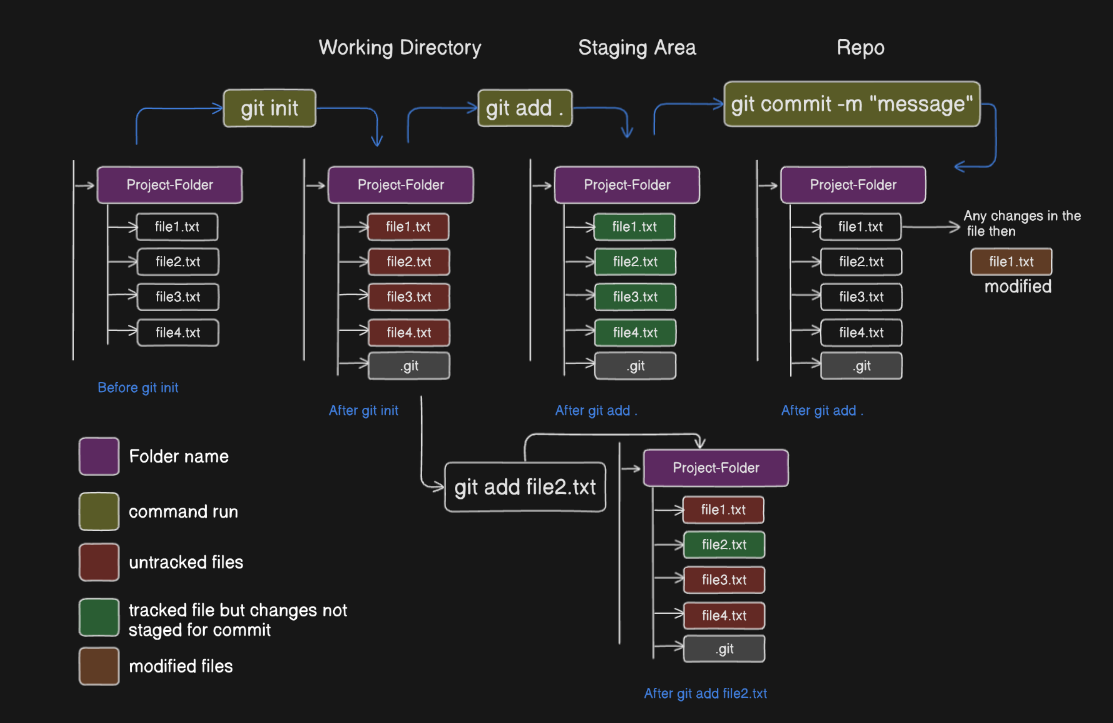 Working Directory
Staging Area
Repo
git init
git add .
git commit -m "message"
Project-Folder
file1.txt
file2.txt
file3.txt
file4.txt
Before git init
Project-Folder
file1.txt
file2.txt
file3.txt
file4.txt
.git
After git init
Project-Folder
file1.txt
file2.txt
file3.txt
file4.txt
.git
After git add .
Project-Folder
file1.txt
file2.txt
file3.txt
file4.txt
.git
After git add .
Any changes in the
file then
file1.txt
modified
git add file2.txt
Project-Folder
file1.txt
file2.txt
file3.txt
file4.txt
.git
After git add file2.txt
Folder name
command run
untracked files
tracked file but changes not
staged for commit
modified files